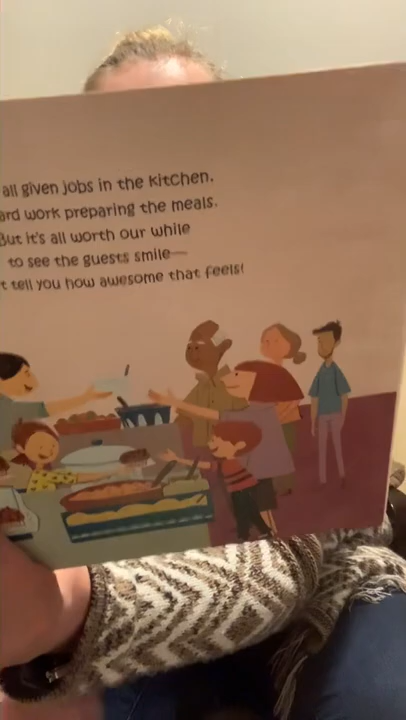 all given jobs in the kitchen.
ard work preparing the meals.
But it's all worth our while
to see the guests smile—
t tell you how awesome that feels!